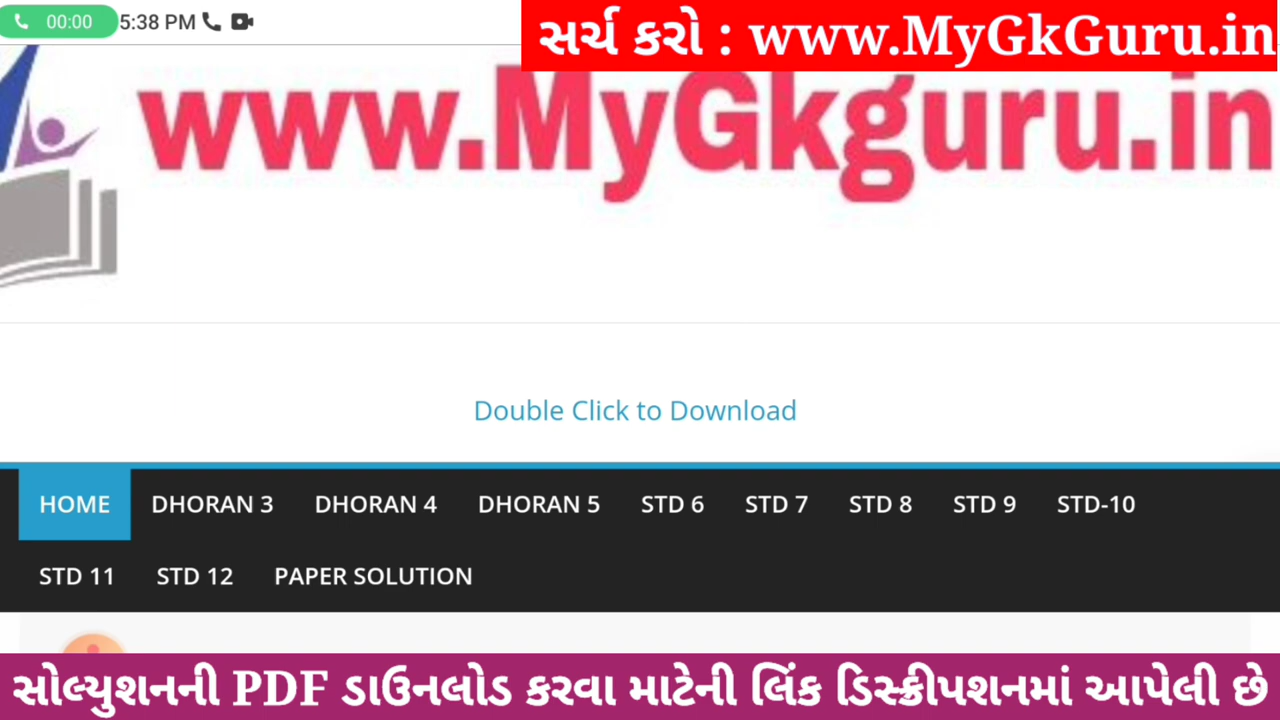 00:00 5:38 PM
સર્ચ કરો : www.MyGkGuru.in
www.MyGkguru.in
Double Click to Download
HOME DHORAN 3 DHORAN 4 DHORAN 5 STD 6 STD 7 STD 8 STD 9 STD-10
STD 11 STD 12 PAPER SOLUTION
સોલ્યુશનની PDF ડાઉનલોડ કરવા માટેની લિંક ડિસ્ક્રીપશનમાં આપેલી છે